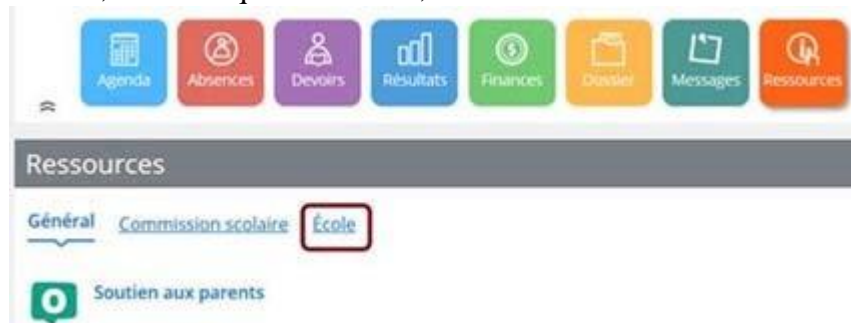 Agenda Absences Devoirs Résultats Finances Dossier Messages Ressources
Ressources
Général Commission scolaire École
Soutien aux parents